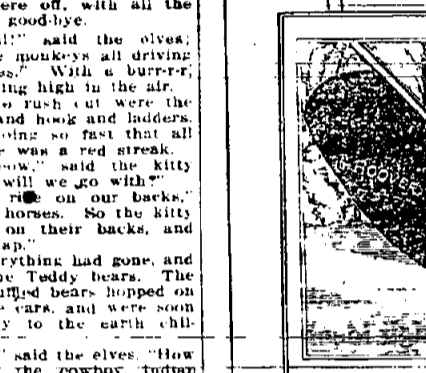 ere off, with all the
good-bye.
said the elves;
e monkeys all driving
With a burr-r-r,
ing high in the air.
o rush out were the
and hook and ladders.
oing so fast that all
r was a red streak.
said the kitty
will we go with?"
ride on our backs,"
horses. So the kitty
on their backs, and
ap."
rything had gone, and
he Teddy bears. The
uffed bears hopped on
e cars, and were soon
y to the earth chil-
" said the elves. "How
the cowboy Indian